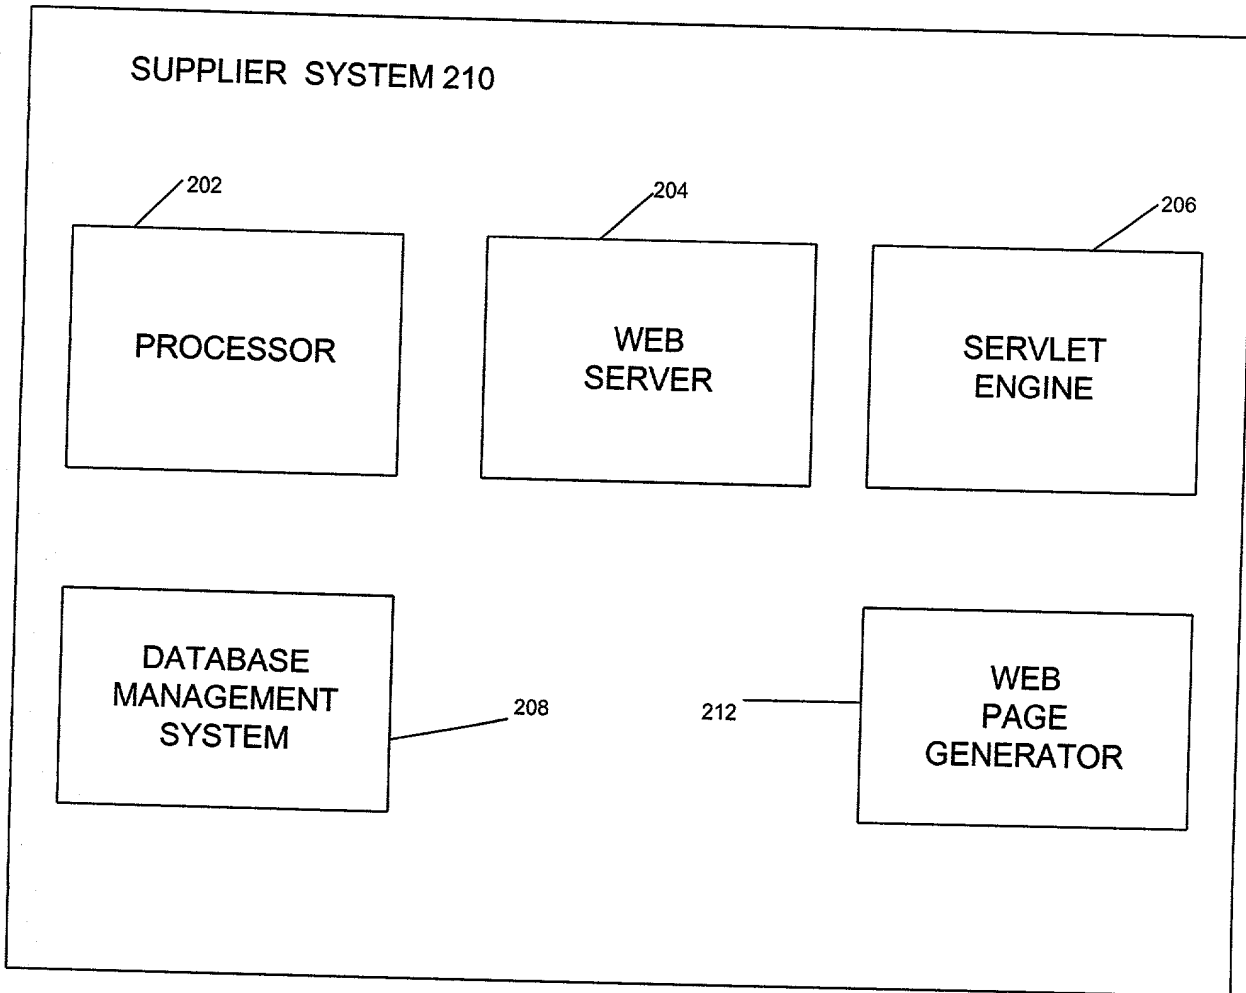 SUPPLIER SYSTEM 210
202
204
206
PROCESSOR
WEB
SERVER
SERVLET
ENGINE
DATABASE
MANAGEMENT
SYSTEM
208
212
WEB
PAGE
GENERATOR